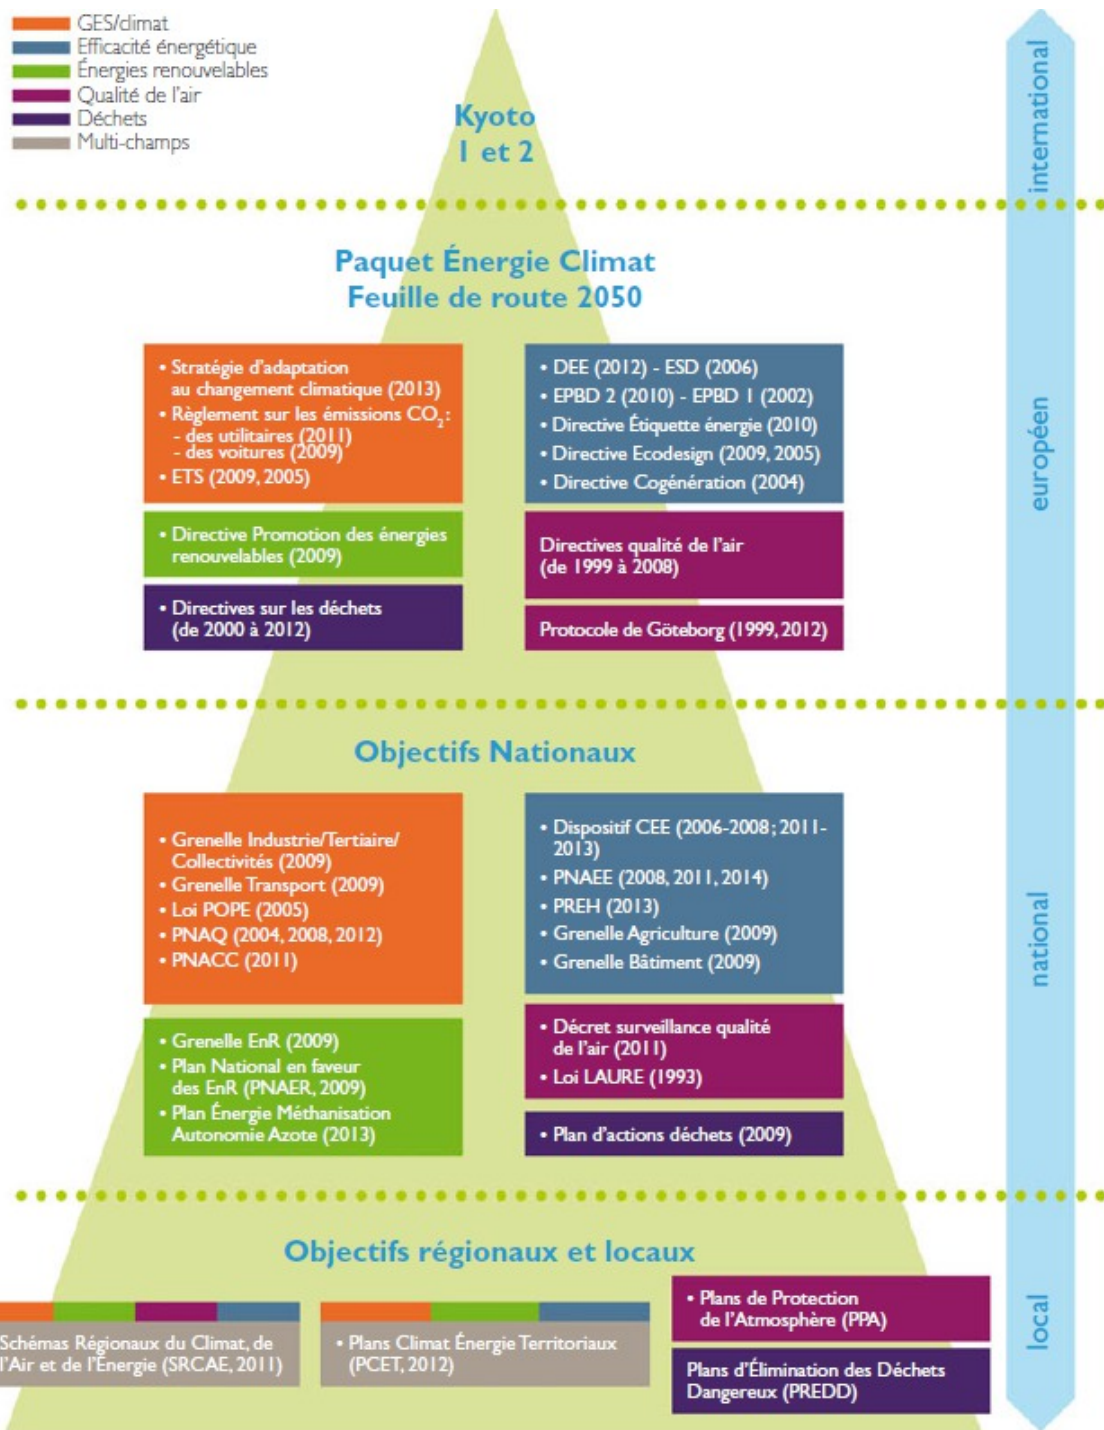 GES/climat
Efficacité énergétique
Énergies renouvelables
Qualité de l'air
Déchets
Multi-champs
Kyoto
1 et 2
international
Paquet Énergie Climat
Feuille de route 2050
• Stratégie d'adaptation
au changement climatique (2013)
• Règlement sur les émissions CO₂ :
- des utilitaires (2011)
- des voitures (2009)
• ETS (2009, 2005)
• DEE (2012) - ESD (2006)
• EPBD 2 (2010) - EPBD 1 (2002)
• Directive Étiquette énergie (2010)
• Directive Ecodesign (2009, 2005)
• Directive Cogénération (2004)
• Directive Promotion des énergies
renouvelables (2009)
Directives qualité de l'air
(de 1999 à 2008)
• Directives sur les déchets
(de 2000 à 2012)
Protocole de Göteborg (1999, 2012)
européen
Objectifs Nationaux
• Grenelle Industrie/Tertiaire/
Collectivités (2009)
• Grenelle Transport (2009)
• Loi POPE (2005)
• PNAQ (2004, 2008, 2012)
• PNACC (2011)
• Dispositif CEE (2006-2008 ; 2011-
2013)
• PNAEE (2008, 2011, 2014)
• PREH (2013)
• Grenelle Agriculture (2009)
• Grenelle Bâtiment (2009)
• Grenelle EnR (2009)
• Plan National en faveur
des EnR (PNAER, 2009)
• Plan Énergie Méthanisation
Autonomie Azote (2013)
• Décret surveillance qualité
de l'air (2011)
• Loi LAURE (1993)
• Plan d'actions déchets (2009)
national
Objectifs régionaux et locaux
Schémas Régionaux du Climat, de
l'Air et de l'Énergie (SRCAE, 2011)
• Plans Climat Énergie Territoriaux
(PCET, 2012)
• Plans de Protection
de l'Atmosphère (PPA)
Plans d'Élimination des Déchets
Dangereux (PREDD)
local